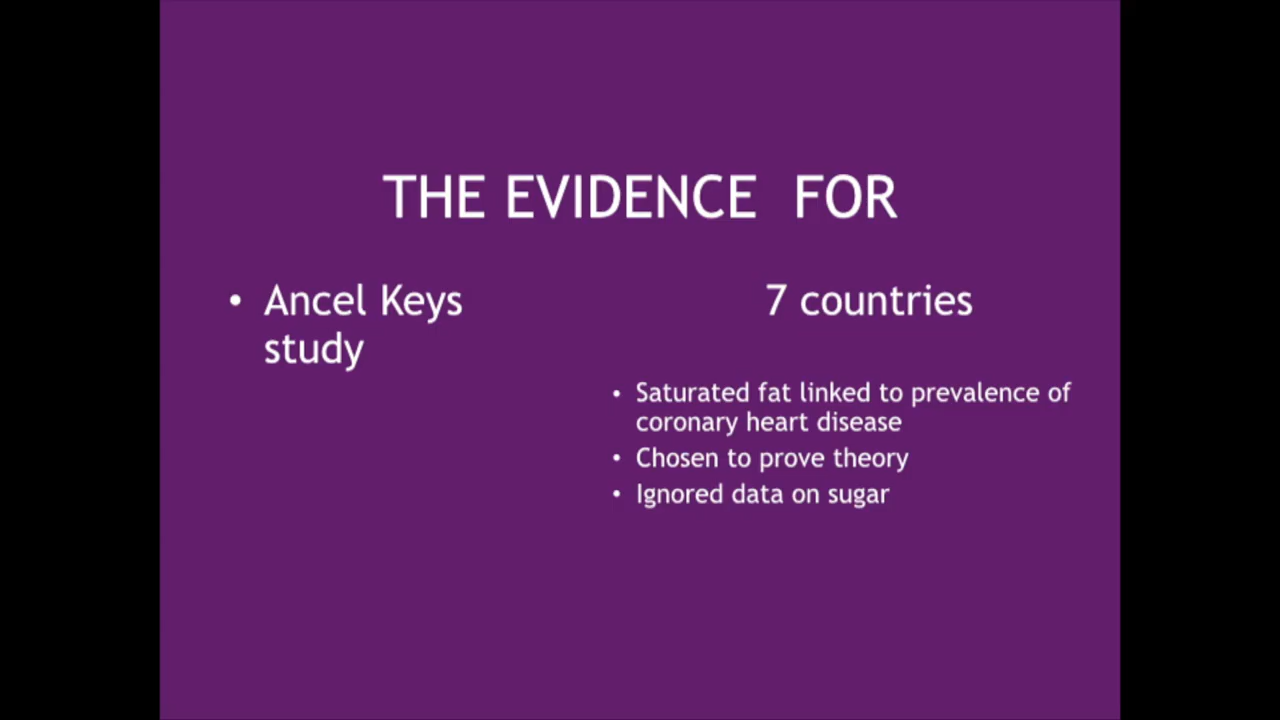 THE EVIDENCE  FOR
• Ancel Keys
study
7 countries
• Saturated fat linked to prevalence of
coronary heart disease
• Chosen to prove theory
• Ignored data on sugar